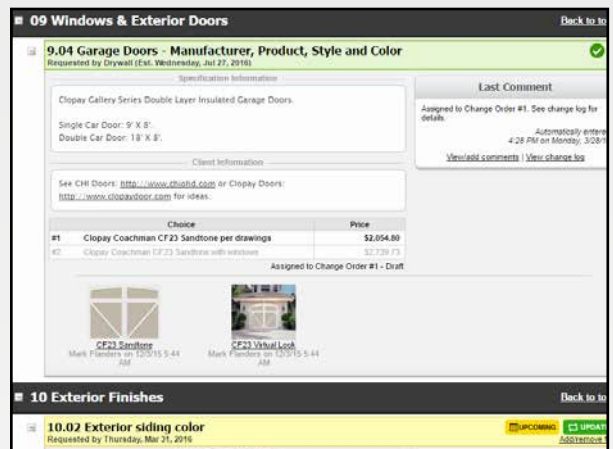 09 Windows & Exterior Doors
Back to to
9.04 Garage Doors - Manufacturer, Product, Style and Color
Requested by Drywall (Est. Wednesday, Jul 27, 2016)
Specification Information
Clopay Gallery Series Double Layer Insulated Garage Doors.
Single Car Door: 9' X 8'.
Double Car Door: 18' X 8'.
Client Information
See CHI Doors: http://www.chiohd.com or Clopay Doors:
http://www.clopaydoor.com for ideas.
Choice Price
#1 Clopay Coachman CF23 Sandtone per drawings $2,054.80
#2 Clopay Coachman CF23 Sandtone with windows $2,739.73
Assigned to Change Order #1 - Draft
CF23 Sandtone
Mark Flanders on 12/3/15 5:44
AM
CF23 Virtual Look
Mark Flanders on 12/3/15 5:44
AM
Last Comment
Assigned to Change Order #1. See change log for
details.
Automatically entere
4:28 PM on Monday, 3/28/1
View/add comments | View change log
10 Exterior Finishes
Back to to
10.02 Exterior siding color
Requested by Thursday, Mar 31, 2016
UPCOMING
UPDAT
Add/remove